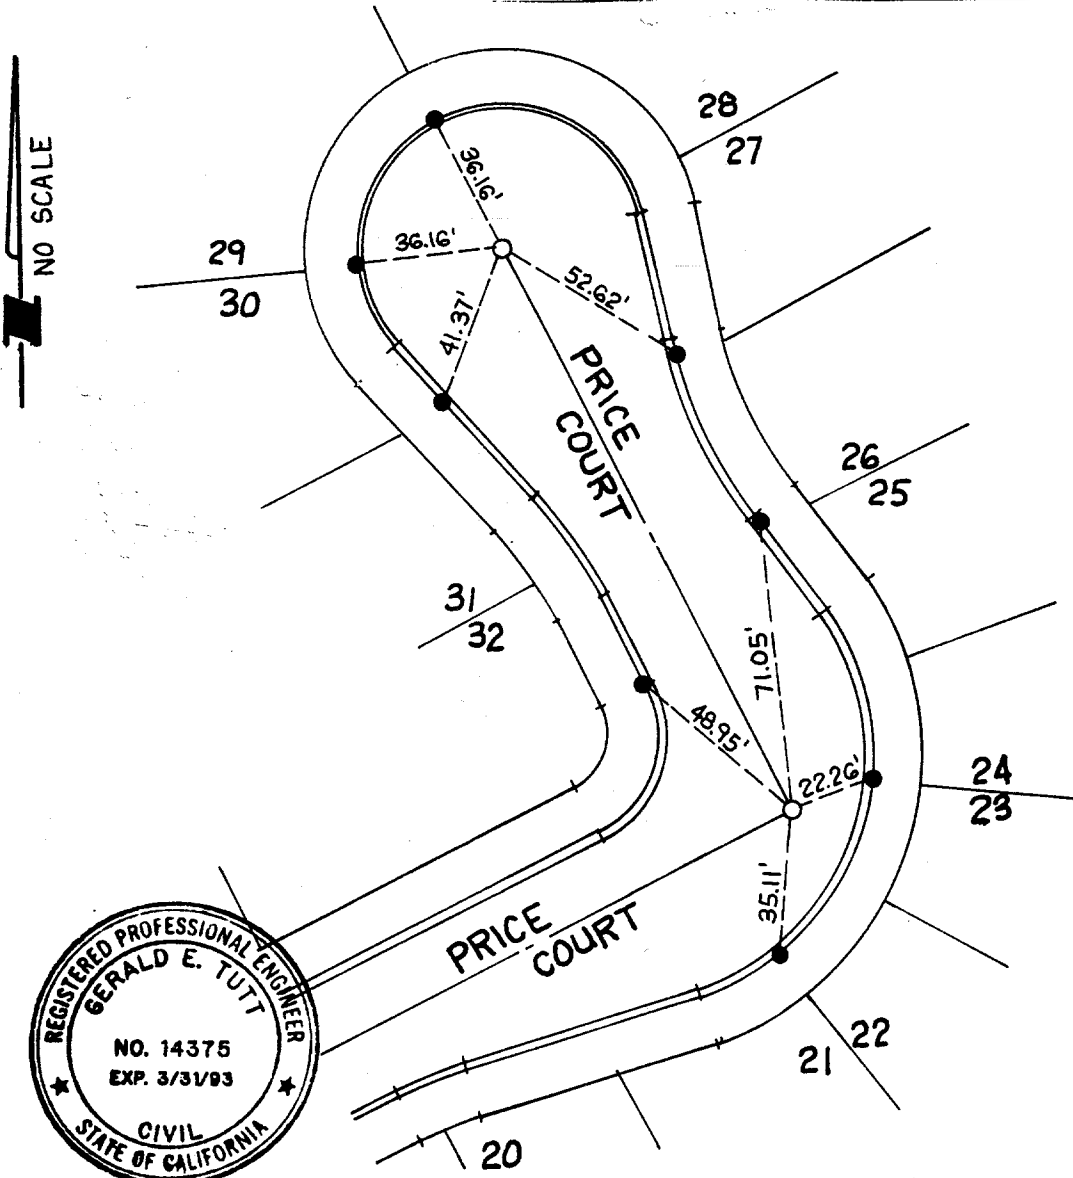 28
27
36.16'
NO SCALE
29
30
36.16'
52.62'
41.37'
PRICE
COURT
26
25
31
32
71.05'
48.95'
22.26'
24
23
35.11'
PRICE
COURT
REGISTERED PROFESSIONAL ENGINEER
GERALD E. TUTT
NO. 14375
EXP. 3/31/93
CIVIL
STATE OF CALIFORNIA
22
21
20